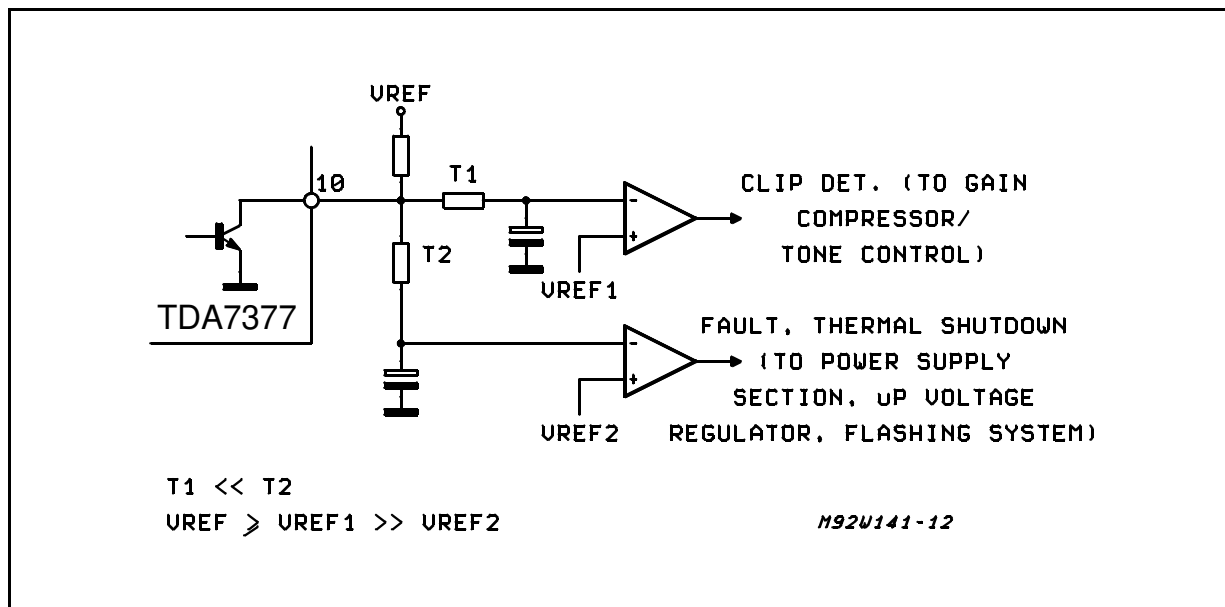 VREF
10
T1
T2
-
+
VREF1
CLIP DET. (TO GAIN
COMPRESSOR/
TONE CONTROL)
TDA7377
-
+
VREF2
FAULT, THERMAL SHUTDOWN
(TO POWER SUPPLY
SECTION, uP VOLTAGE
REGULATOR, FLASHING SYSTEM)
T1 << T2
VREF ⩾ VREF1 >> VREF2
M92W141-12